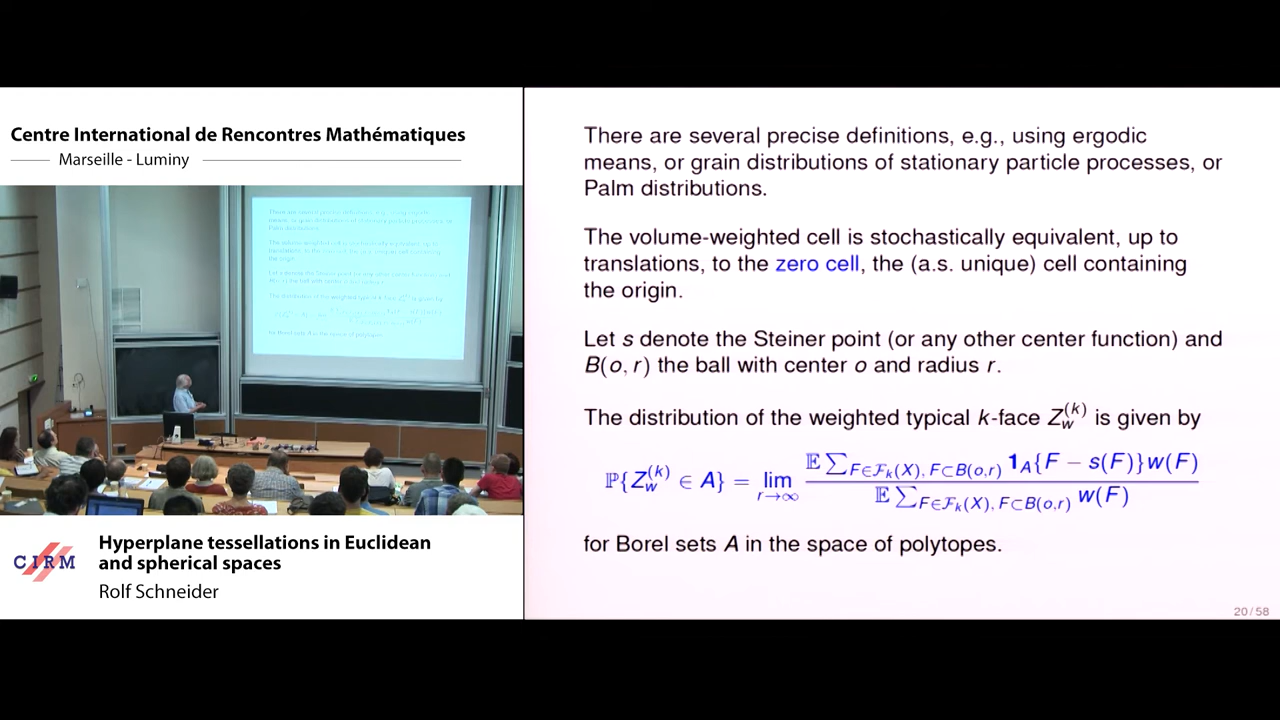 Centre International de Rencontres Mathématiques
Marseille - Luminy
CIRM
Hyperplane tessellations in Euclidean
and spherical spaces
Rolf Schneider
There are several precise definitions, e.g., using ergodic
means, or grain distributions of stationary particle processes, or
Palm distributions.
The volume-weighted cell is stochastically equivalent, up to
translations, to the zero cell, the (a.s. unique) cell containing
the origin.
Let s denote the Steiner point (or any other center function) and
B(o, r) the ball with center o and radius r.
The distribution of the weighted typical k-face Z_w^{(k)} is given by
ℙ{Z_w^{(k)} ∈ A} = lim_{r→∞} 𝔼 ∑_{F∈𝓕_k(X), F⊂B(o,r)} 𝟏_A{F − s(F)}w(F) / 𝔼 ∑_{F∈𝓕_k(X), F⊂B(o,r)} w(F)
for Borel sets A in the space of polytopes.
20 / 58